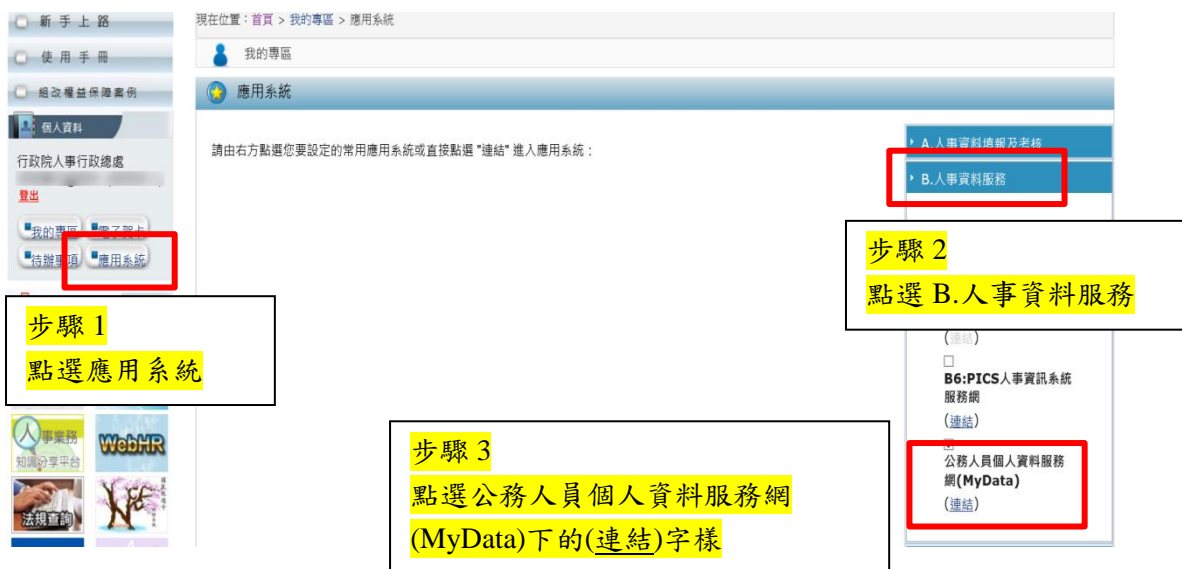 新手上路
使用手冊
組改權益保障案例
個人資料
行政院人事行政總處
登出
我的專區 電子賀卡
待辦事項 應用系統
步驟 1
點選應用系統
人事業務
知識分享平台
WebHR
法規查詢
現在位置：首頁 > 我的專區 > 應用系統
我的專區
應用系統
請由右方點選您要設定的常用應用系統或直接點選 "連結" 進入應用系統：
A.人事資料填報及考核
B.人事資料服務
步驟 2
點選 B.人事資料服務
(連結)
B6:PICS人事資訊系統
服務網
(連結)
公務人員個人資料服務
網(MyData)
(連結)
步驟 3
點選公務人員個人資料服務網
(MyData)下的(連結)字樣